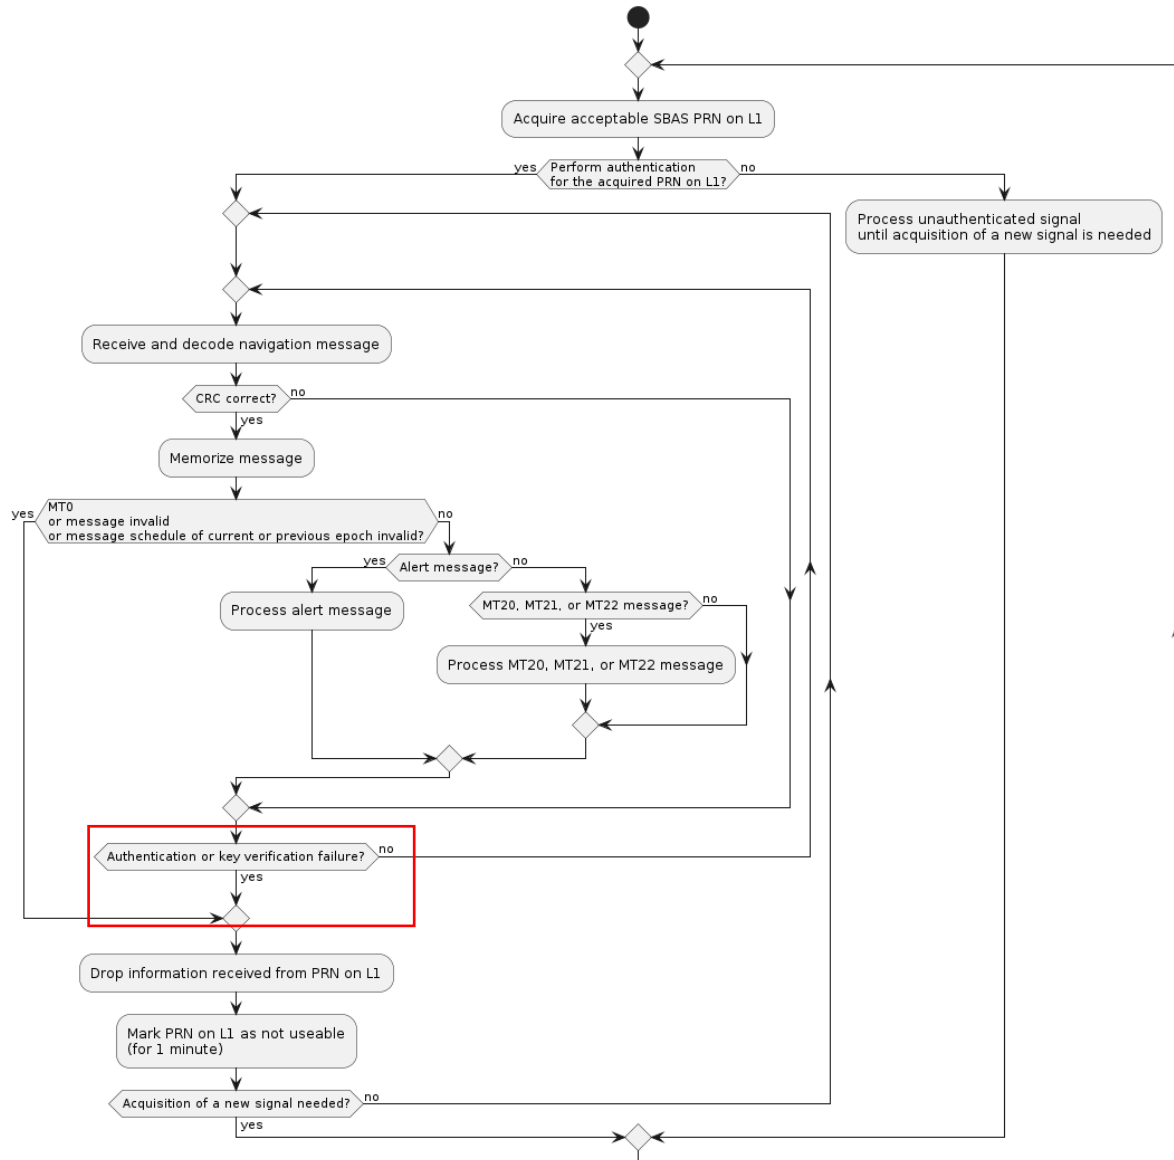 Acquire acceptable SBAS PRN on L1
yes
Perform authentication
for the acquired PRN on L1?
no
Process unauthenticated signal
until acquisition of a new signal is needed
Receive and decode navigation message
CRC correct?
no
yes
Memorize message
yes
MT0
or message invalid
or message schedule of current or previous epoch invalid?
no
yes
Alert message?
no
Process alert message
MT20, MT21, or MT22 message?
no
yes
Process MT20, MT21, or MT22 message
Authentication or key verification failure?
no
yes
Drop information received from PRN on L1
Mark PRN on L1 as not useable
(for 1 minute)
Acquisition of a new signal needed?
no
yes